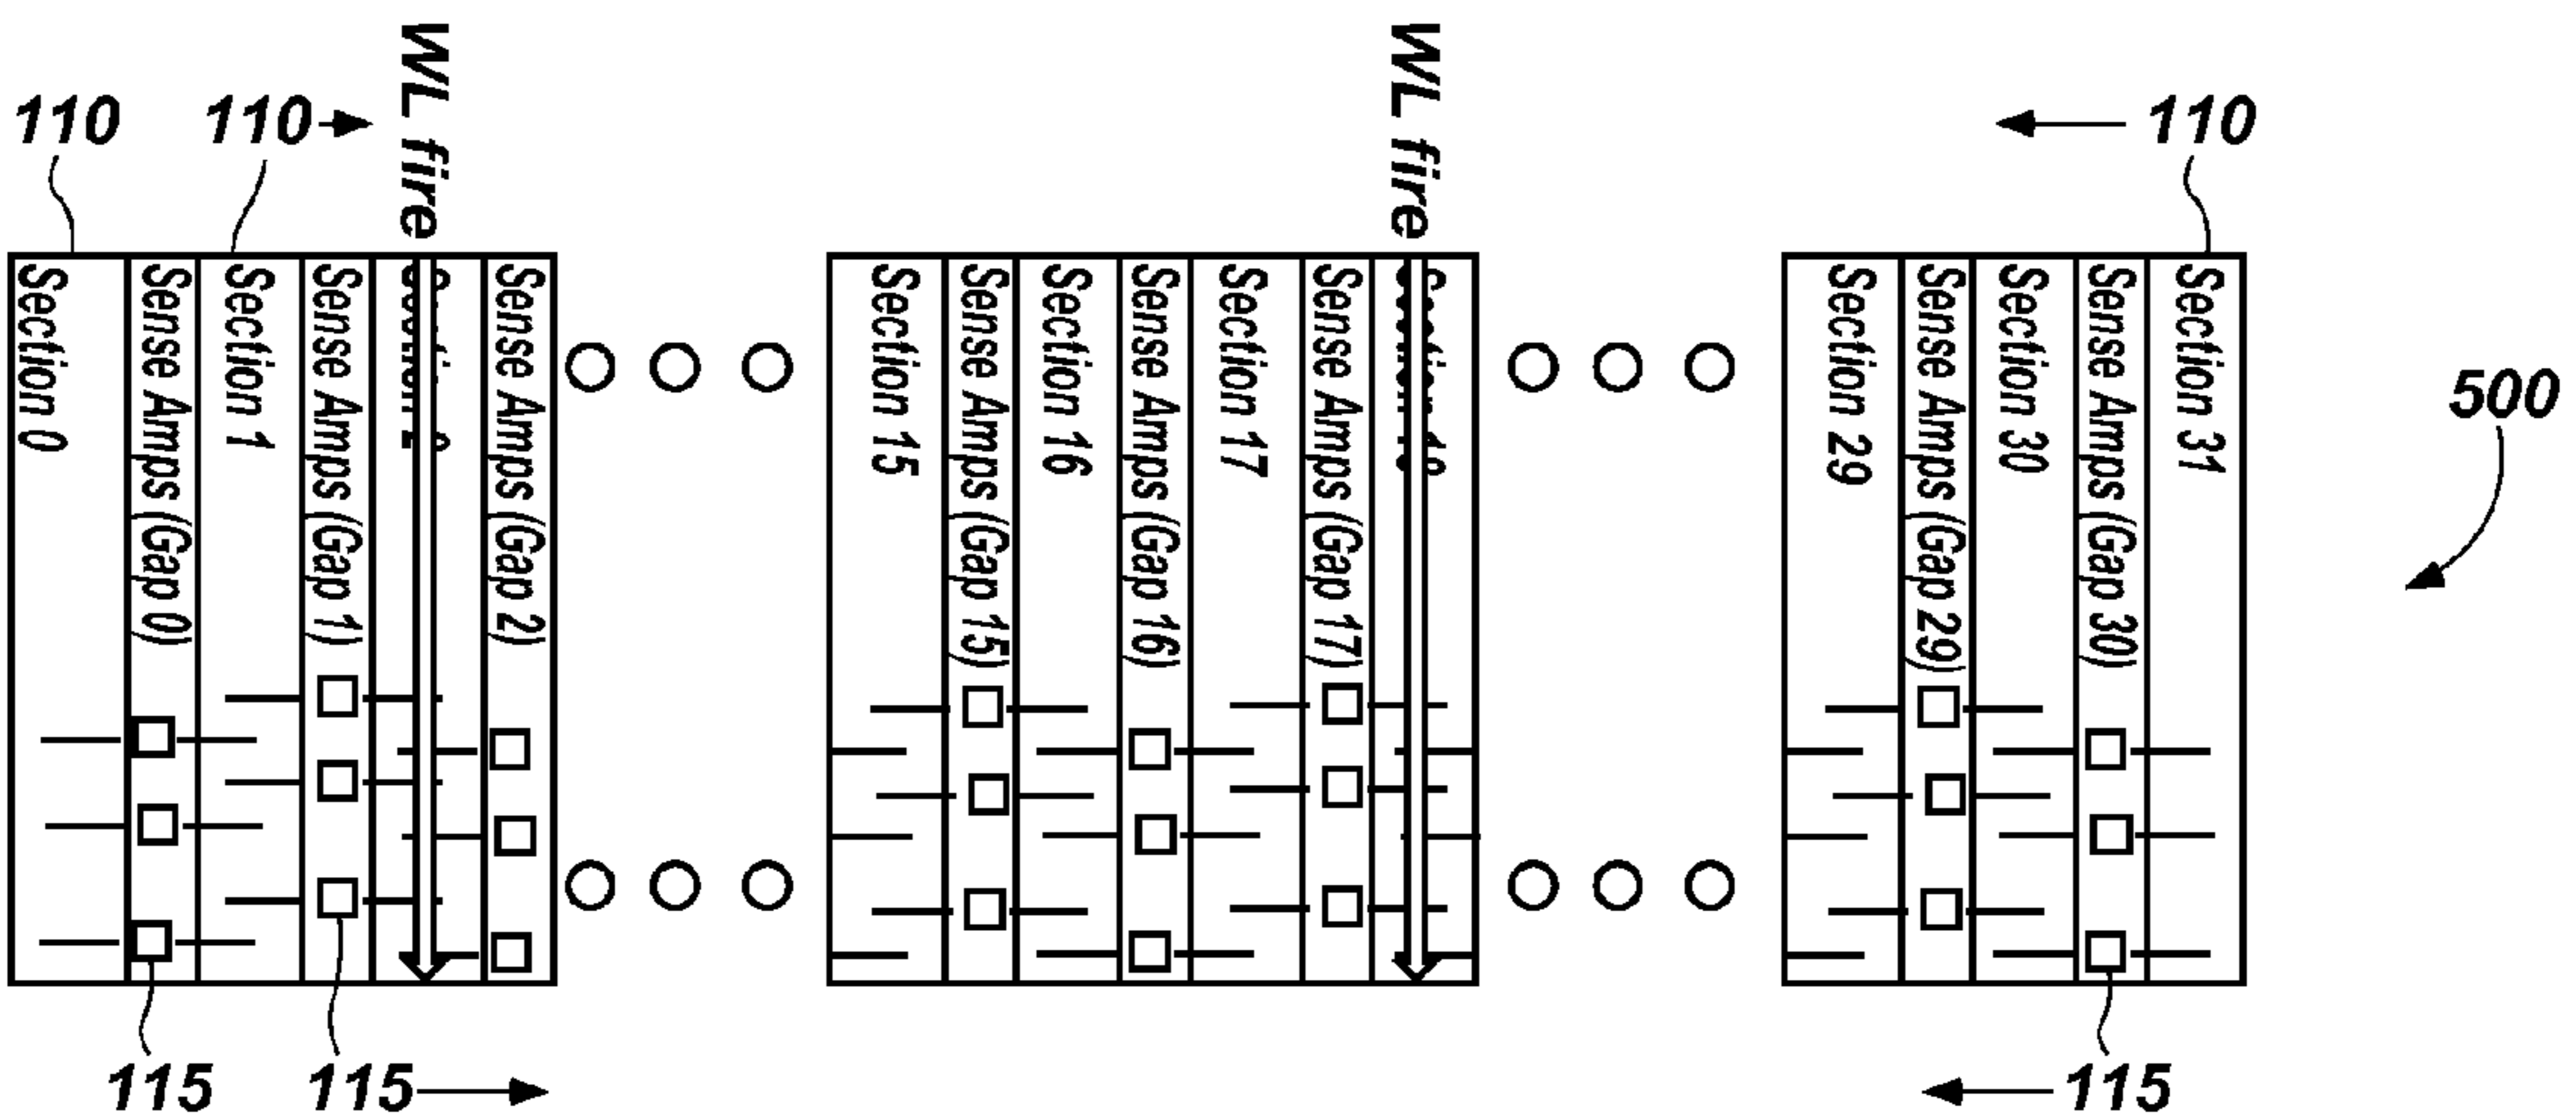 WL fire
WL fire
110
110
110
Section 0
Sense Amps (Gap 0)
Section 1
Sense Amps (Gap 1)
Sense Amps (Gap 2)
Section 15
Sense Amps (Gap 15)
Section 16
Sense Amps (Gap 16)
Section 17
Sense Amps (Gap 17)
Section 29
Sense Amps (Gap 29)
Section 30
Sense Amps (Gap 30)
Section 31
500
115
115
115